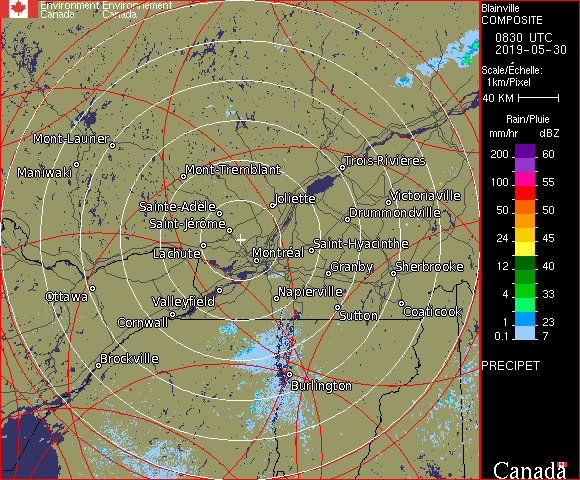 Environment Environnement
Canada Canada
Blainville
COMPOSITE
0830 UTC
2019-05-30
Scale/Échelle:
1km/Pixel
40 KM
Rain/Pluie
mm/hr dBZ
200 60
100 55
50 50
24 45
12 40
4 33
1 23
0.1 7
PRECIPET
Canada
Mont-Laurier
Maniwaki
Mont-Tremblant
Trois-Rivières
Sainte-Adèle
Joliette
Victoriaville
Saint-Jérôme
Drummondville
Lachute
Montréal
Saint-Hyacinthe
Granby
Sherbrooke
Ottawa
Valleyfield
Napierville
Cornwall
Sutton
Coaticook
Brockville
Burlington